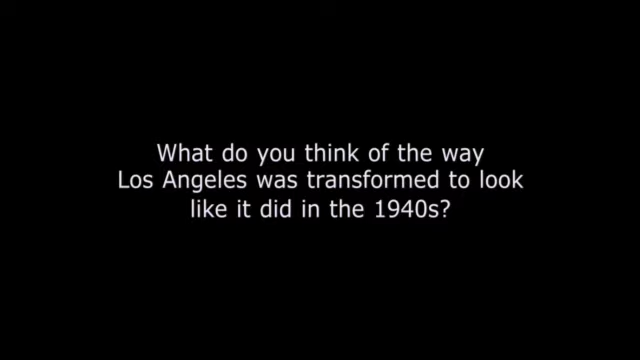 What do you think of the way
Los Angeles was transformed to look
like it did in the 1940s?